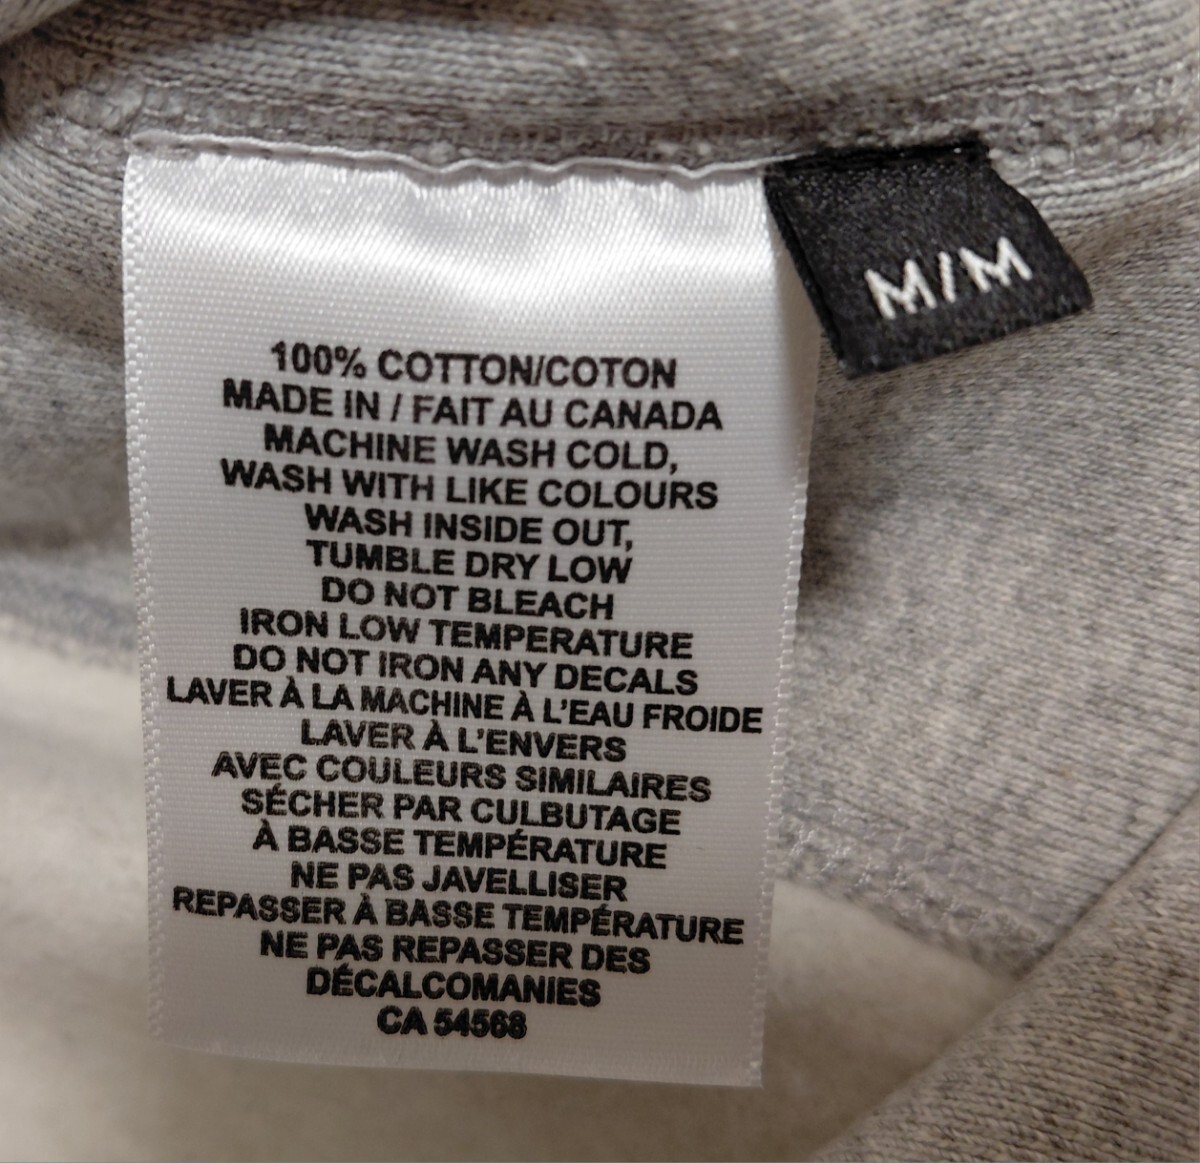 M/M
100% COTTON/COTON
MADE IN / FAIT AU CANADA
MACHINE WASH COLD,
WASH WITH LIKE COLOURS
WASH INSIDE OUT,
TUMBLE DRY LOW
DO NOT BLEACH
IRON LOW TEMPERATURE
DO NOT IRON ANY DECALS
LAVER À LA MACHINE À L'EAU FROIDE
LAVER À L'ENVERS
AVEC COULEURS SIMILAIRES
SÉCHER PAR CULBUTAGE
À BASSE TEMPÉRATURE
NE PAS JAVELLISER
REPASSER À BASSE TEMPÉRATURE
NE PAS REPASSER DES
DÉCALCOMANIES
CA 54568